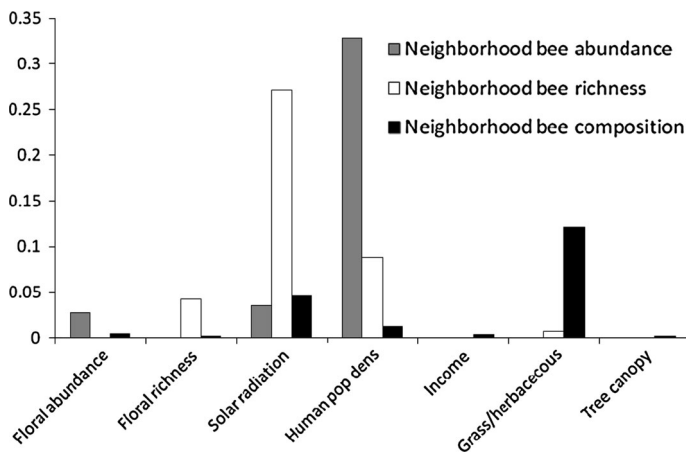 0.35
0.3
0.25
0.2
0.15
0.1
0.05
0
Neighborhood bee abundance
Neighborhood bee richness
Neighborhood bee composition
Floral abundance
Floral richness
Solar radiation
Human pop dens
Income
Grass/herbacecous
Tree canopy